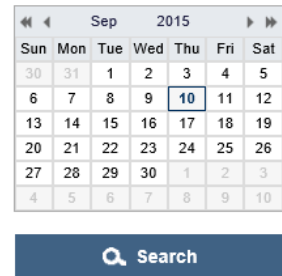 Sep 2015
Sun Mon Tue Wed Thu Fri Sat
30 31 1 2 3 4 5
6 7 8 9 10 11 12
13 14 15 16 17 18 19
20 21 22 23 24 25 26
27 28 29 30 1 2 3
4 5 6 7 8 9 10
Search